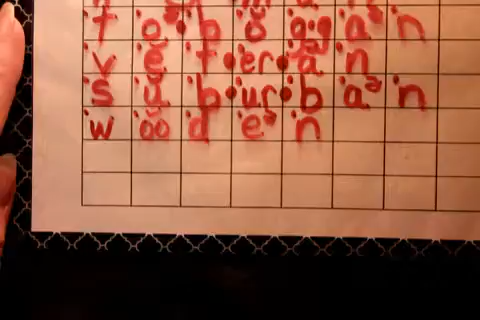 t o b o gg a n
v e t er a n
s u b ur b a n
w oo d e n